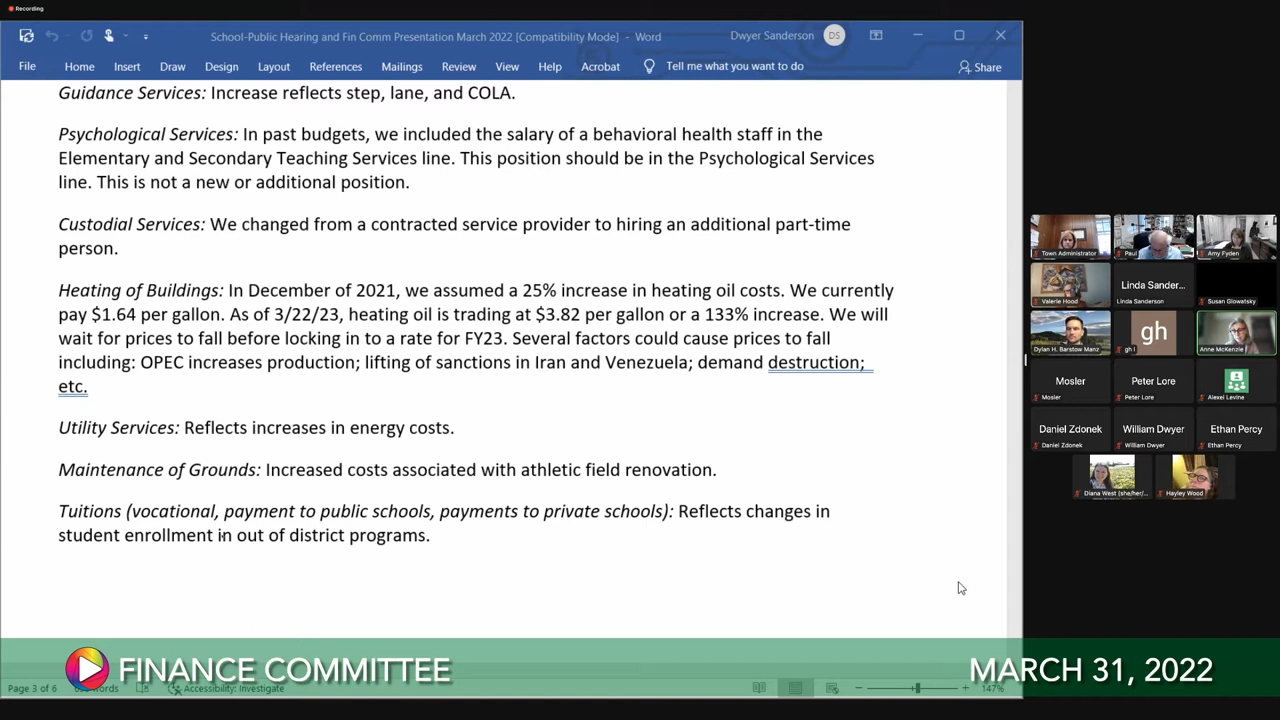 Recording
School-Public Hearing and Fin Comm Presentation March 2022 [Compatibility Mode] - Word
Dwyer Sanderson DS
File Home Insert Draw Design Layout References Mailings Review View Help Acrobat Tell me what you want to do Share
Guidance Services: Increase reflects step, lane, and COLA.
Psychological Services: In past budgets, we included the salary of a behavioral health staff in the
Elementary and Secondary Teaching Services line. This position should be in the Psychological Services
line. This is not a new or additional position.
Custodial Services: We changed from a contracted service provider to hiring an additional part-time
person.
Heating of Buildings: In December of 2021, we assumed a 25% increase in heating oil costs. We currently
pay $1.64 per gallon. As of 3/22/23, heating oil is trading at $3.82 per gallon or a 133% increase. We will
wait for prices to fall before locking in to a rate for FY23. Several factors could cause prices to fall
including: OPEC increases production; lifting of sanctions in Iran and Venezuela; demand destruction;
etc.
Utility Services: Reflects increases in energy costs.
Maintenance of Grounds: Increased costs associated with athletic field renovation.
Tuitions (vocational, payment to public schools, payments to private schools): Reflects changes in
student enrollment in out of district programs.
Town Administrator Paul Amy Fyden
Linda Sander...
Valerie Hood Linda Sanderson Susan Glowatsky
gh
Dylan H. Barstow Manz gh l Anne McKenzie
Mosler Peter Lore
Mosler Peter Lore Alexel Levine
Daniel Zdonek William Dwyer Ethan Percy
Daniel Zdonek William Dwyer Ethan Percy
Diana West (she/her/... Hayley Wood
FINANCE COMMITTEE MARCH 31, 2022
Page 3 of 6 words Accessibility: Investigate 147%